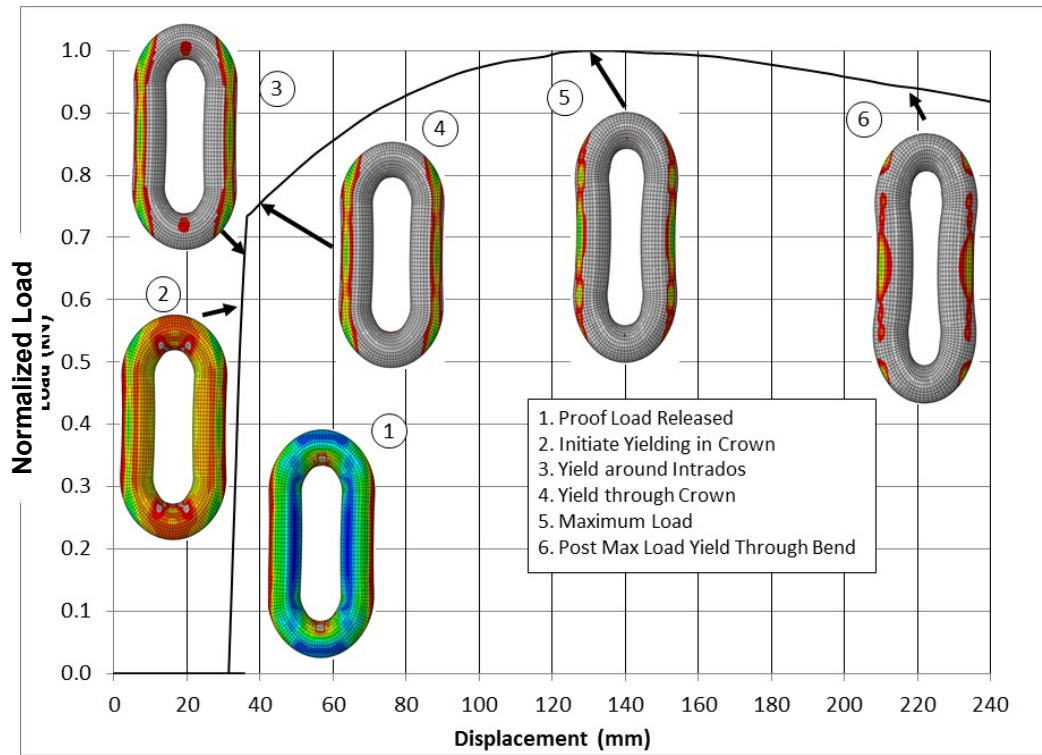 1.0
0.9
0.8
0.7
0.6
0.5
0.4
0.3
0.2
0.1
0.0
Normalized Load
(kN)
3
4
5
6
2
1
1. Proof Load Released
2. Initiate Yielding in Crown
3. Yield around Intrados
4. Yield through Crown
5. Maximum Load
6. Post Max Load Yield Through Bend
0 20 40 60 80 100 120 140 160 180 200 220 240
Displacement (mm)